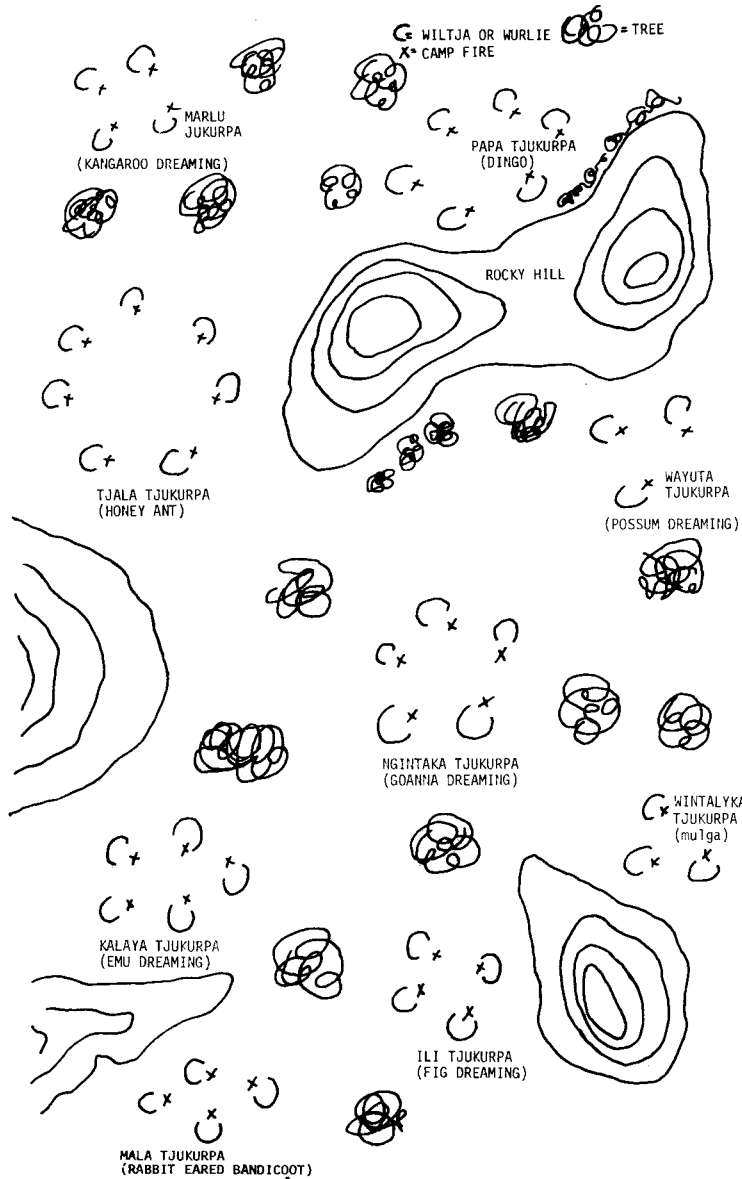 C= WILTJA OR WURLIE = TREE
X= CAMP FIRE
MARLU
JUKURPA
(KANGAROO DREAMING)
PAPA TJUKURPA
(DINGO)
ROCKY HILL
TJALA TJUKURPA
(HONEY ANT)
WAYUTA
TJUKURPA
(POSSUM DREAMING)
NGINTAKA TJUKURPA
(GOANNA DREAMING)
WINTALYKA
TJUKURPA
(mulga)
KALAYA TJUKURPA
(EMU DREAMING)
ILI TJUKURPA
(FIG DREAMING)
MALA TJUKURPA
(RABBIT EARED BANDICOOT)